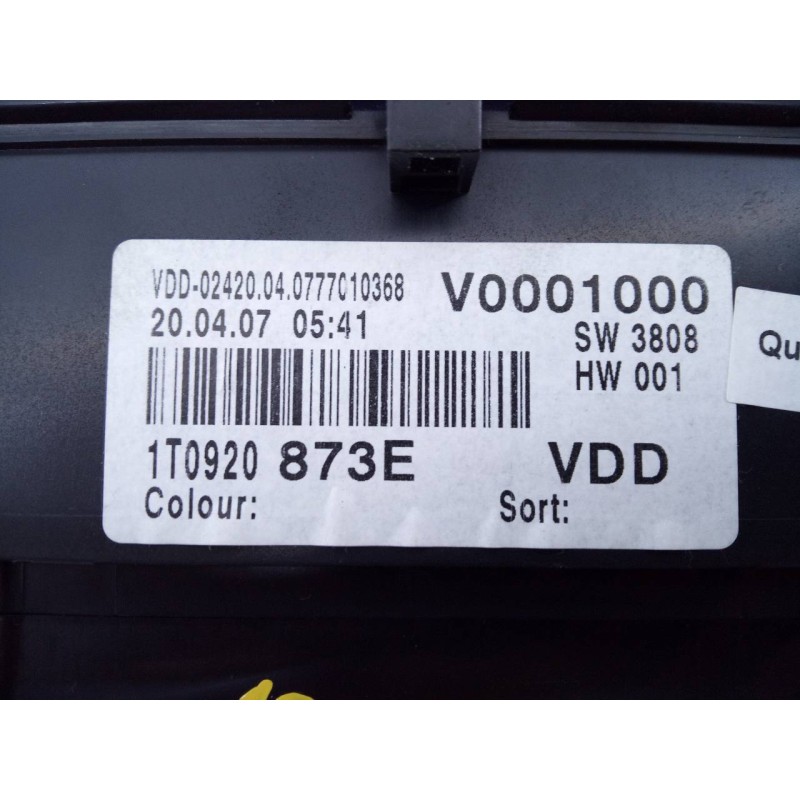 VDD-02420.04.0777010368 V0001000
20.04.07 05:41 SW 3808
HW 001
1T0920 873E VDD
Colour: Sort:
Qu